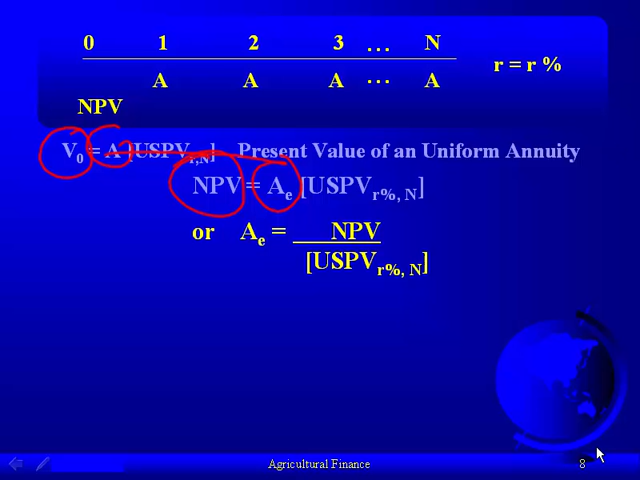 0 1 2 3 ... N
r = r %
A A A ... A
NPV
V0 = A [USPVr,N] Present Value of an Uniform Annuity
NPV = Ae [USPVr%, N]
or Ae = NPV
[USPVr%, N]
Agricultural Finance 8